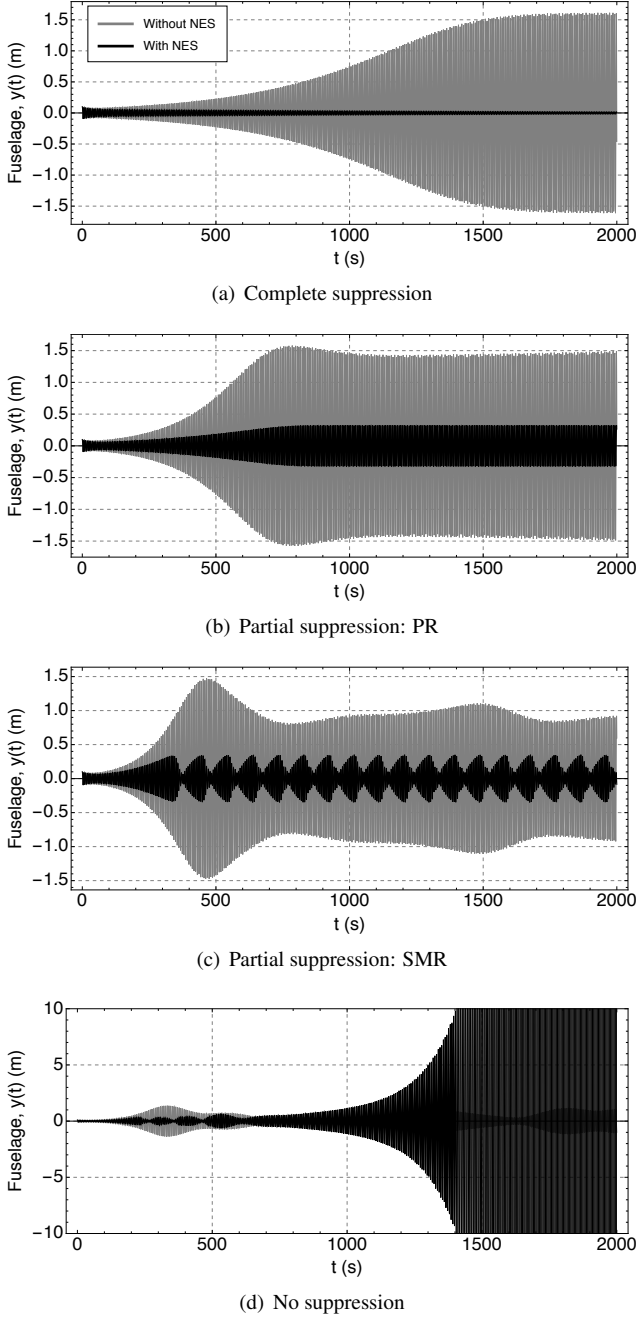 Without NES
With NES
Fuselage, y(t) (m)
1.5
1.0
0.5
0.0
−0.5
−1.0
−1.5
0 500 1000 1500 2000
t (s)
(a) Complete suppression
Fuselage, y(t) (m)
1.5
1.0
0.5
0.0
−0.5
−1.0
−1.5
0 500 1000 1500 2000
t (s)
(b) Partial suppression: PR
Fuselage, y(t) (m)
1.5
1.0
0.5
0.0
−0.5
−1.0
−1.5
0 500 1000 1500 2000
t (s)
(c) Partial suppression: SMR
Fuselage, y(t) (m)
10
5
0
−5
−10
0 500 1000 1500 2000
t (s)
(d) No suppression